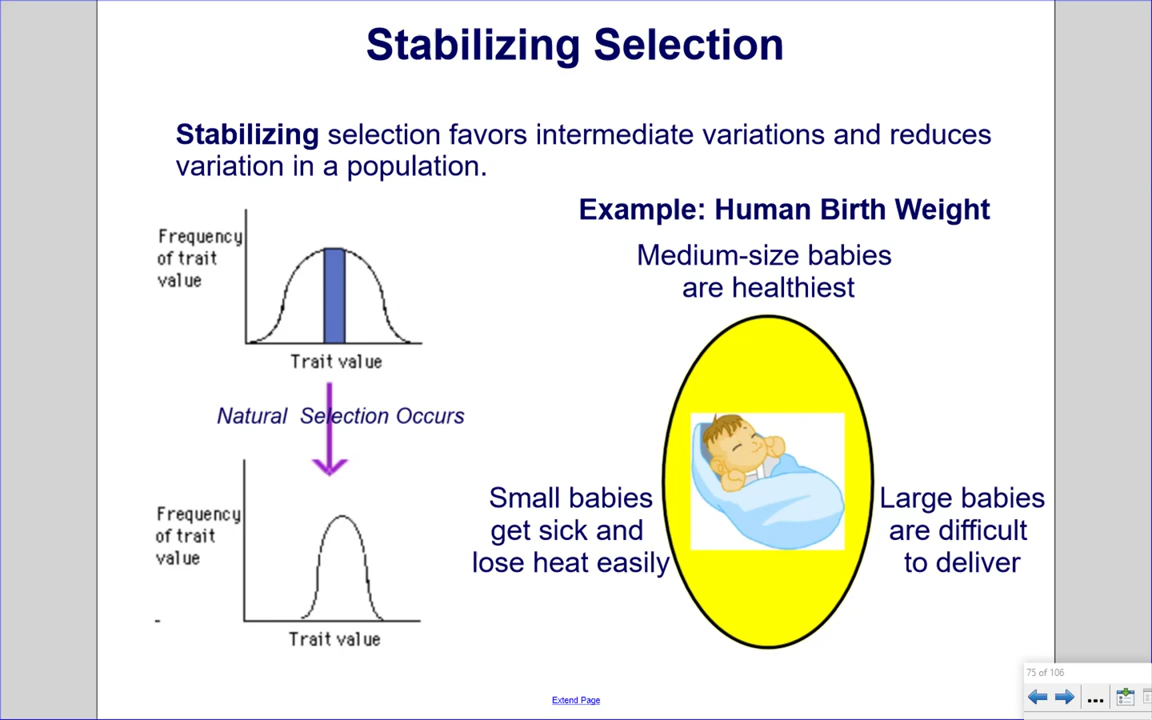 Stabilizing Selection
Stabilizing selection favors intermediate variations and reduces
variation in a population.
Example: Human Birth Weight
Medium-size babies
are healthiest
Frequency
of trait
value
Trait value
Natural  Selection Occurs
Frequency
of trait
value
Trait value
Small babies
get sick and
lose heat easily
Large babies
are difficult
to deliver
75 of 106
Extend Page